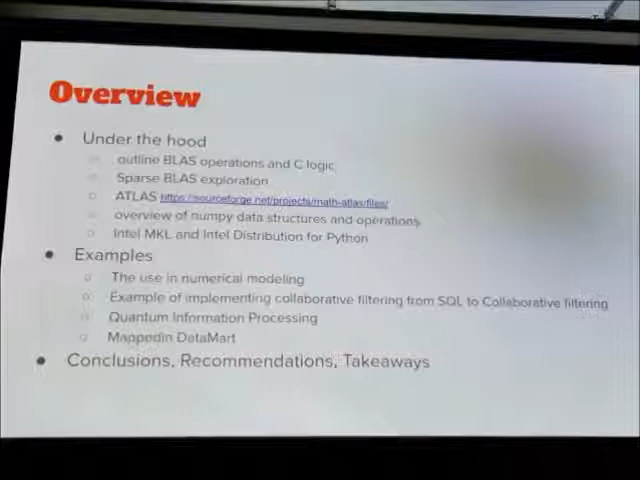 Overview
● Under the hood
○ outline BLAS operations and C logic
○ Sparse BLAS exploration
○ ATLAS https://sourceforge.net/projects/math-atlas/files/
○ overview of numpy data structures and operations
○ Intel MKL and Intel Distribution for Python
● Examples
○ The use in numerical modeling
○ Example of implementing collaborative filtering from SQL to Collaborative filtering
○ Quantum Information Processing
○ Mappedin DataMart
● Conclusions, Recommendations, Takeaways